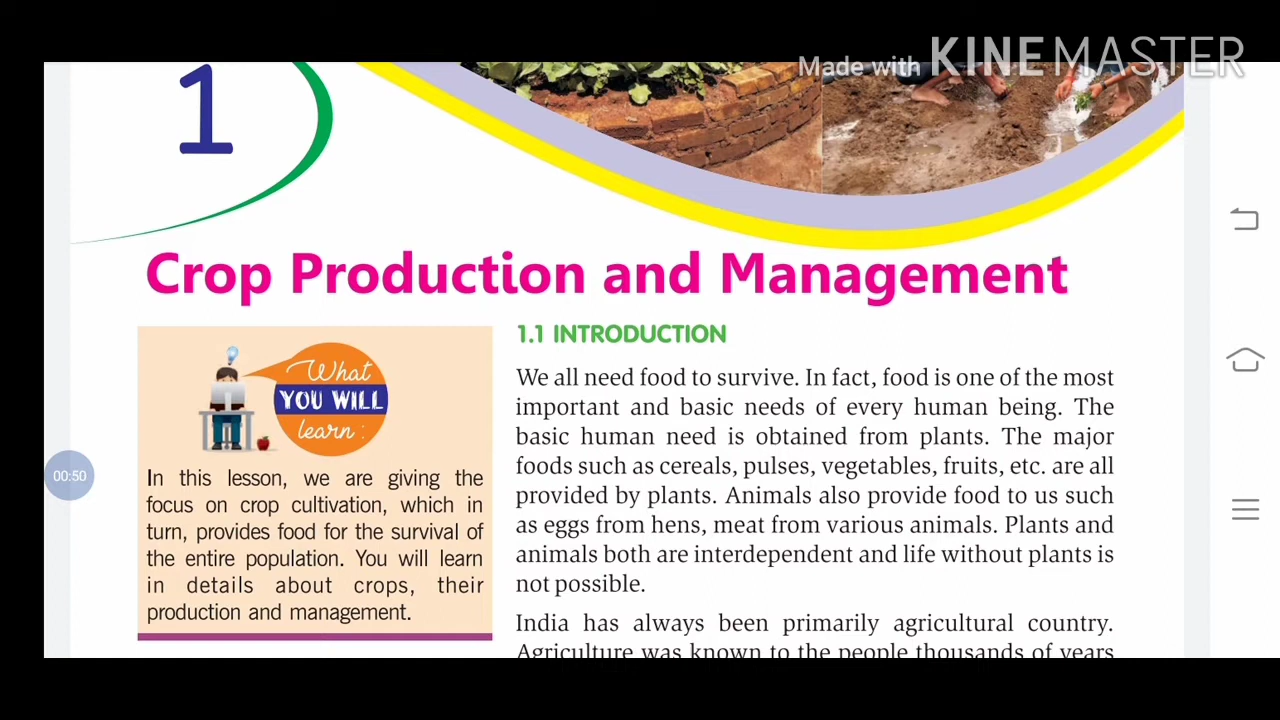 Made with KINEMASTER
1
Crop Production and Management
What
YOU WILL
learn :
In this lesson, we are giving the
focus on crop cultivation, which in
turn, provides food for the survival of
the entire population. You will learn
in details about crops, their
production and management.
1.1 INTRODUCTION
We all need food to survive. In fact, food is one of the most
important and basic needs of every human being. The
basic human need is obtained from plants. The major
foods such as cereals, pulses, vegetables, fruits, etc. are all
provided by plants. Animals also provide food to us such
as eggs from hens, meat from various animals. Plants and
animals both are interdependent and life without plants is
not possible.
India has always been primarily agricultural country.
Agriculture was known to the people thousands of years
00:50